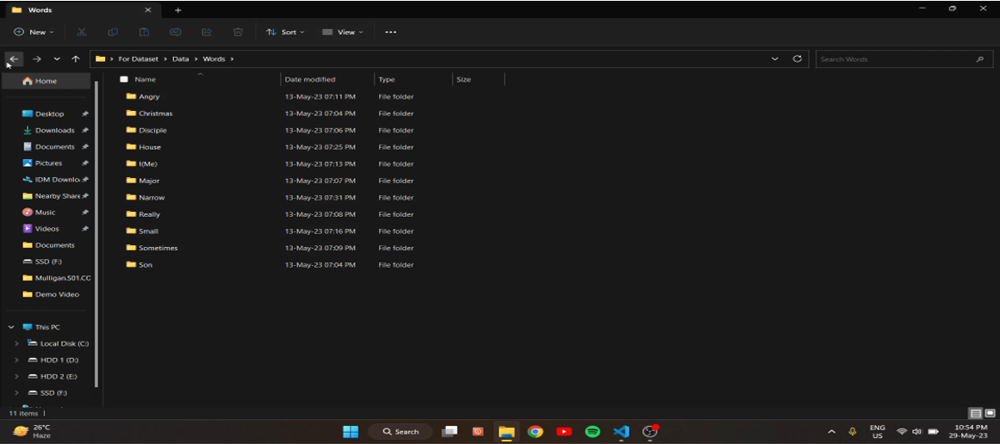 Words
New
Sort
View
For Dataset > Data > Words >
Search Words
Home
Desktop
Downloads
Documents
Pictures
IDM Downlo
Nearby Share
Music
Videos
Documents
SSD (F:)
Mulligan.S01.CC
Demo Video
This PC
Local Disk (C:)
HDD 1 (D:)
HDD 2 (E:)
SSD (F:)
Name Date modified Type Size
Angry 13-May-23 07:11 PM File folder
Christmas 13-May-23 07:04 PM File folder
Disciple 13-May-23 07:06 PM File folder
House 13-May-23 07:25 PM File folder
I(Me) 13-May-23 07:13 PM File folder
Major 13-May-23 07:07 PM File folder
Narrow 13-May-23 07:31 PM File folder
Really 13-May-23 07:08 PM File folder
Small 13-May-23 07:16 PM File folder
Sometimes 13-May-23 07:09 PM File folder
Son 13-May-23 07:04 PM File folder
11 items
26°C
Haze
Search
ENG
US
10:54 PM
29-May-23